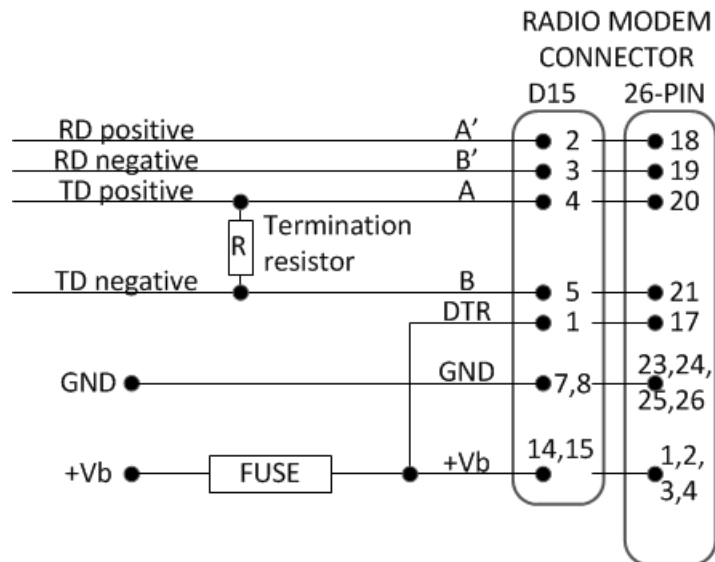 RADIO MODEM
CONNECTOR
D15 26-PIN
RD positive A’ 2 18
RD negative B’ 3 19
TD positive A 4 20
R Termination
resistor
TD negative B 5 21
DTR 1 17
GND GND 7,8 23,24,
25,26
+Vb FUSE +Vb 14,15 1,2,
3,4